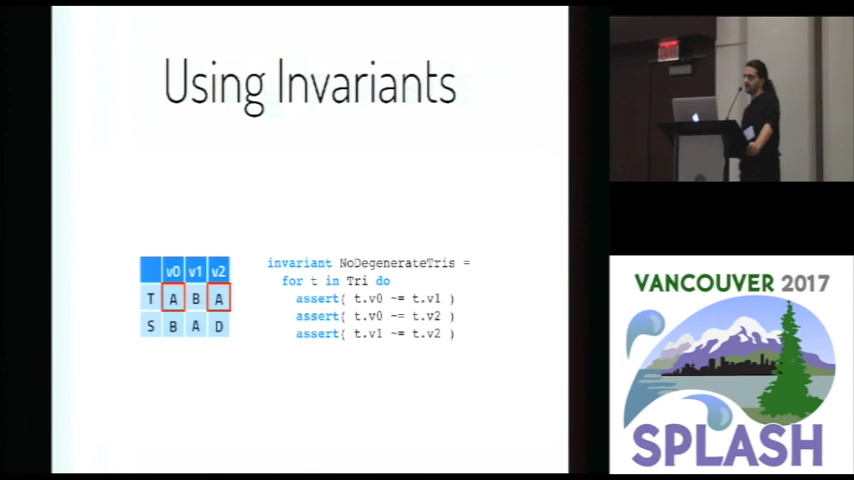 Using Invariants
v0 v1 v2
T A B A
S B A D
invariant NoDegenerateTris =
for t in Tri do
assert( t.v0 ~= t.v1 )
assert( t.v0 ~= t.v2 )
assert( t.v1 ~= t.v2 )
VANCOUVER 2017
SPLASH